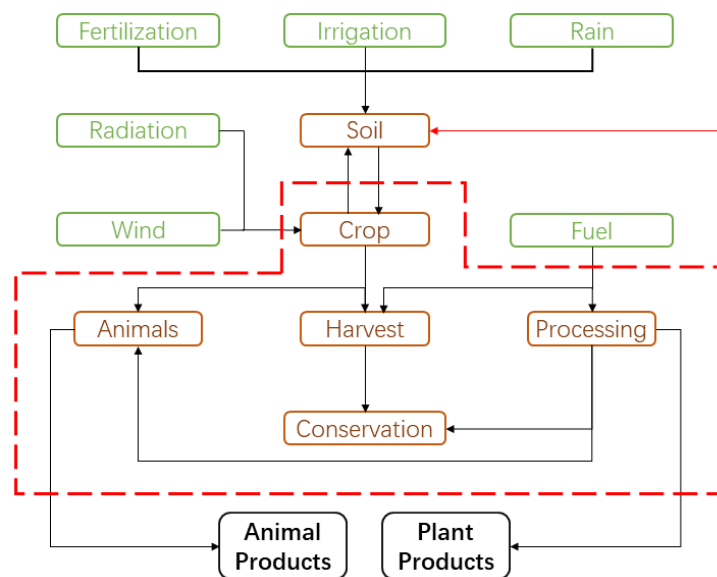 Fertilization
Irrigation
Rain
Radiation
Soil
Wind
Crop
Fuel
Animals
Harvest
Processing
Conservation
Animal
Products
Plant
Products